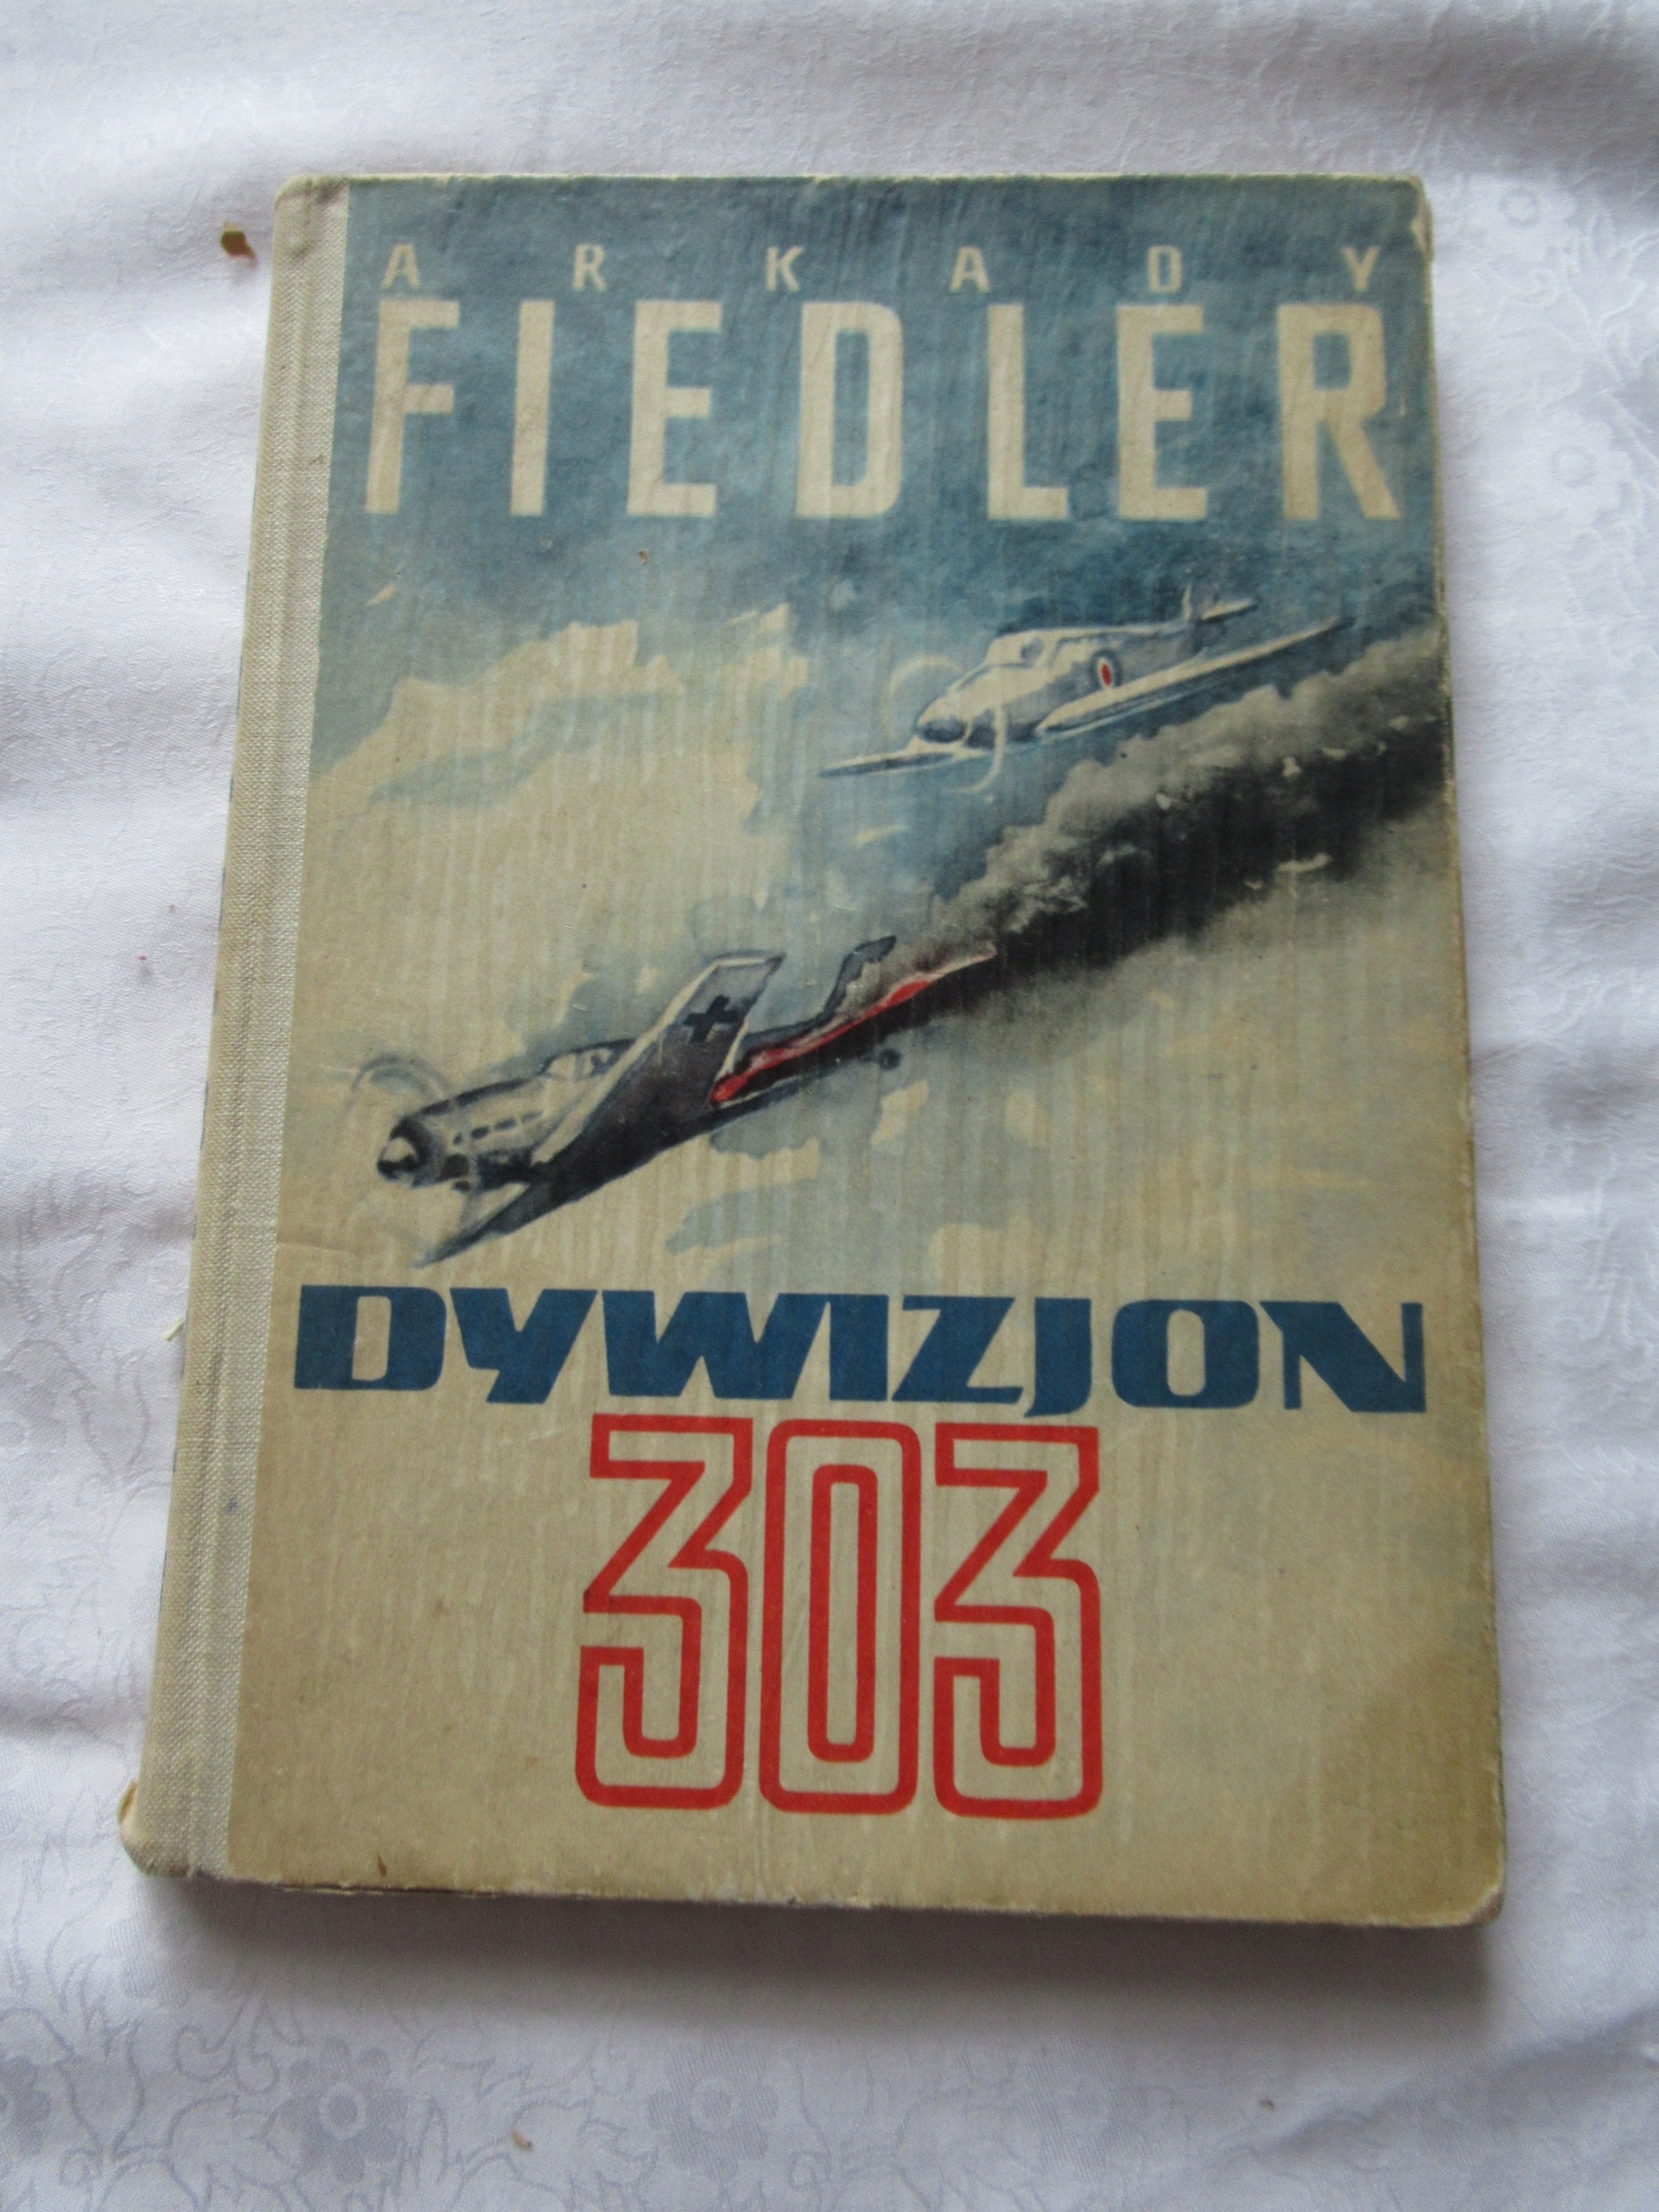 ARKADY
FIEDLER
DYWIZJON
303